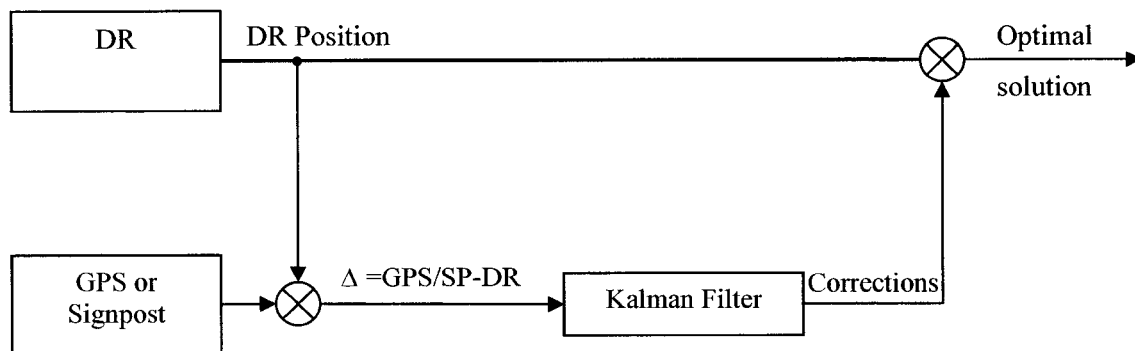 DR
DR Position
Optimal
solution
GPS or
Signpost
Δ =GPS/SP-DR
Kalman Filter
Corrections